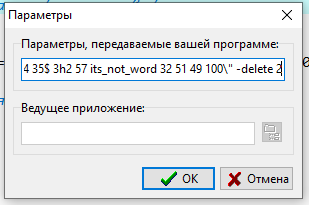 Параметры
Параметры, передаваемые вашей программе:
4 35$ 3h2 57 its_not_word 32 51 49 100\" -delete 2
Ведущее приложение:
OK
Отмена